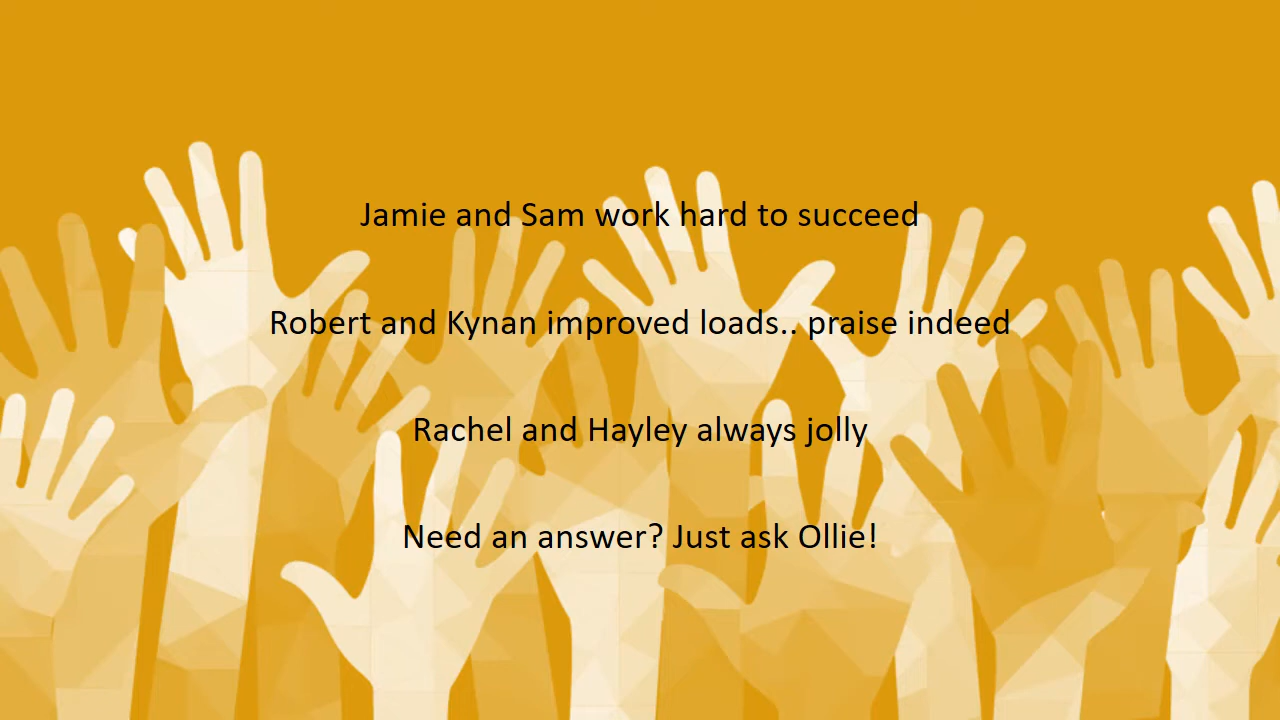 Jamie and Sam work hard to succeed
Robert and Kynan improved loads.. praise indeed
Rachel and Hayley always jolly
Need an answer? Just ask Ollie!